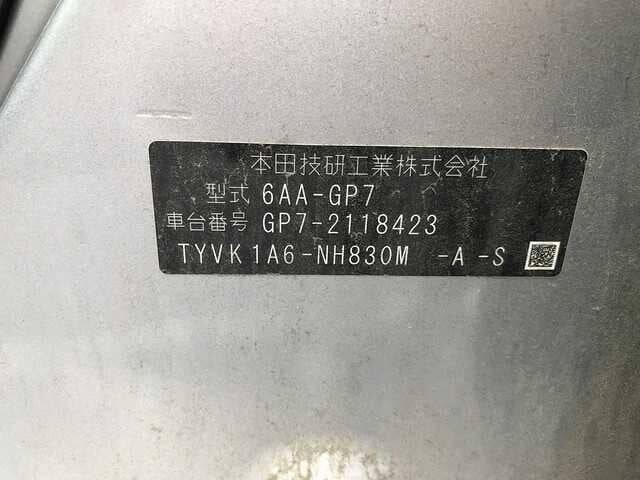 本田技研工業株式会社
型式 6AA-GP7
車台番号 GP7-2118423
TYVK1A6-NH830M -A-S